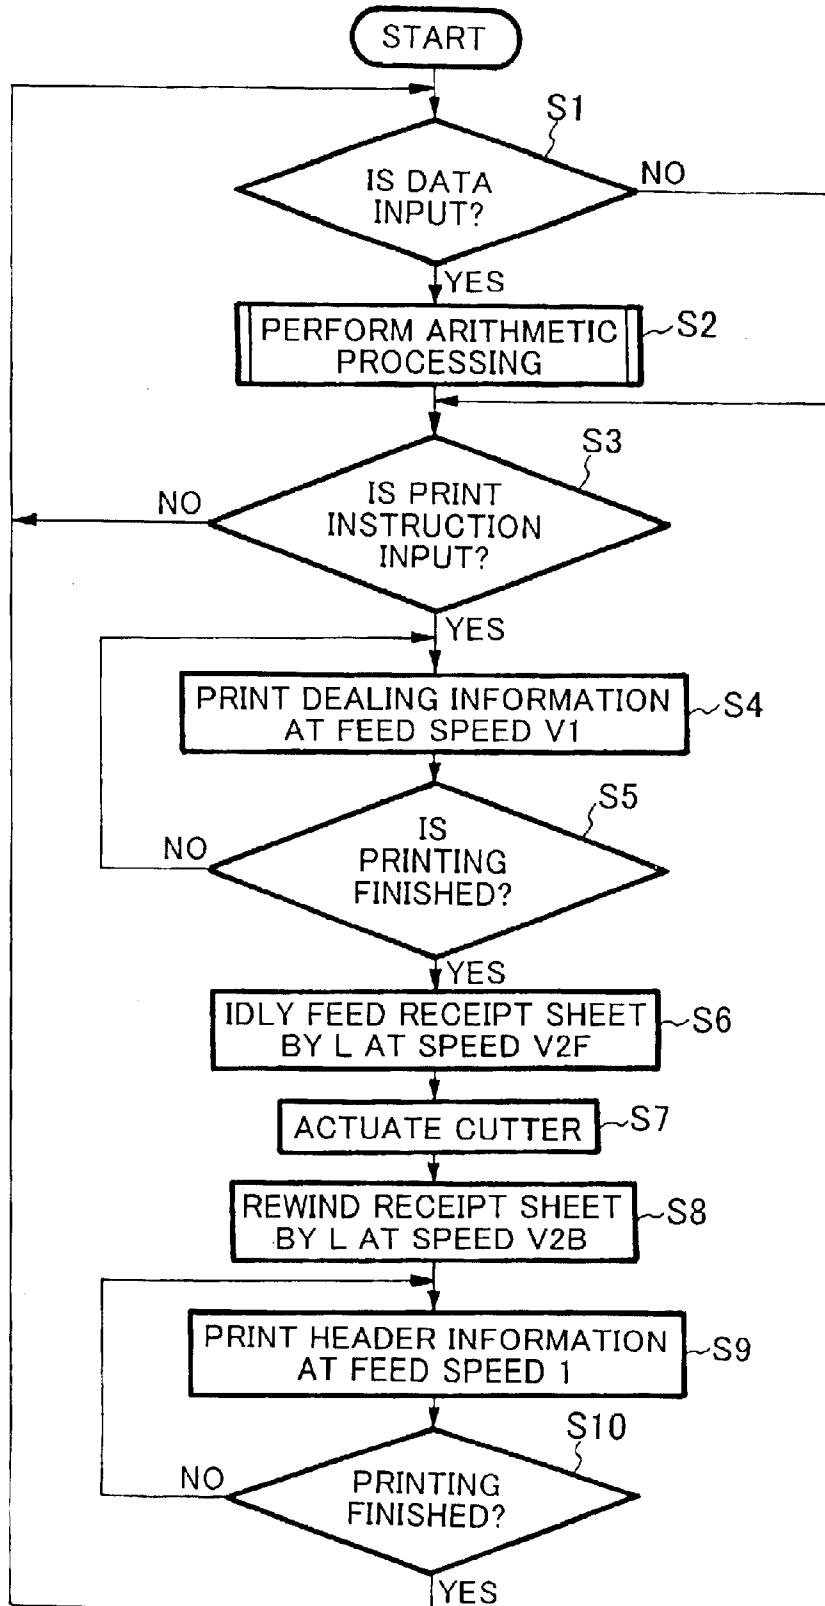 START
S1
IS DATA
INPUT?
NO
YES
PERFORM ARITHMETIC
PROCESSING
S2
S3
IS PRINT
INSTRUCTION
INPUT?
NO
YES
PRINT DEALING INFORMATION
AT FEED SPEED V1
S4
S5
IS
PRINTING
FINISHED?
NO
YES
IDLY FEED RECEIPT SHEET
BY L AT SPEED V2F
S6
ACTUATE CUTTER
S7
REWIND RECEIPT SHEET
BY L AT SPEED V2B
S8
PRINT HEADER INFORMATION
AT FEED SPEED 1
S9
S10
PRINTING
FINISHED?
NO
YES